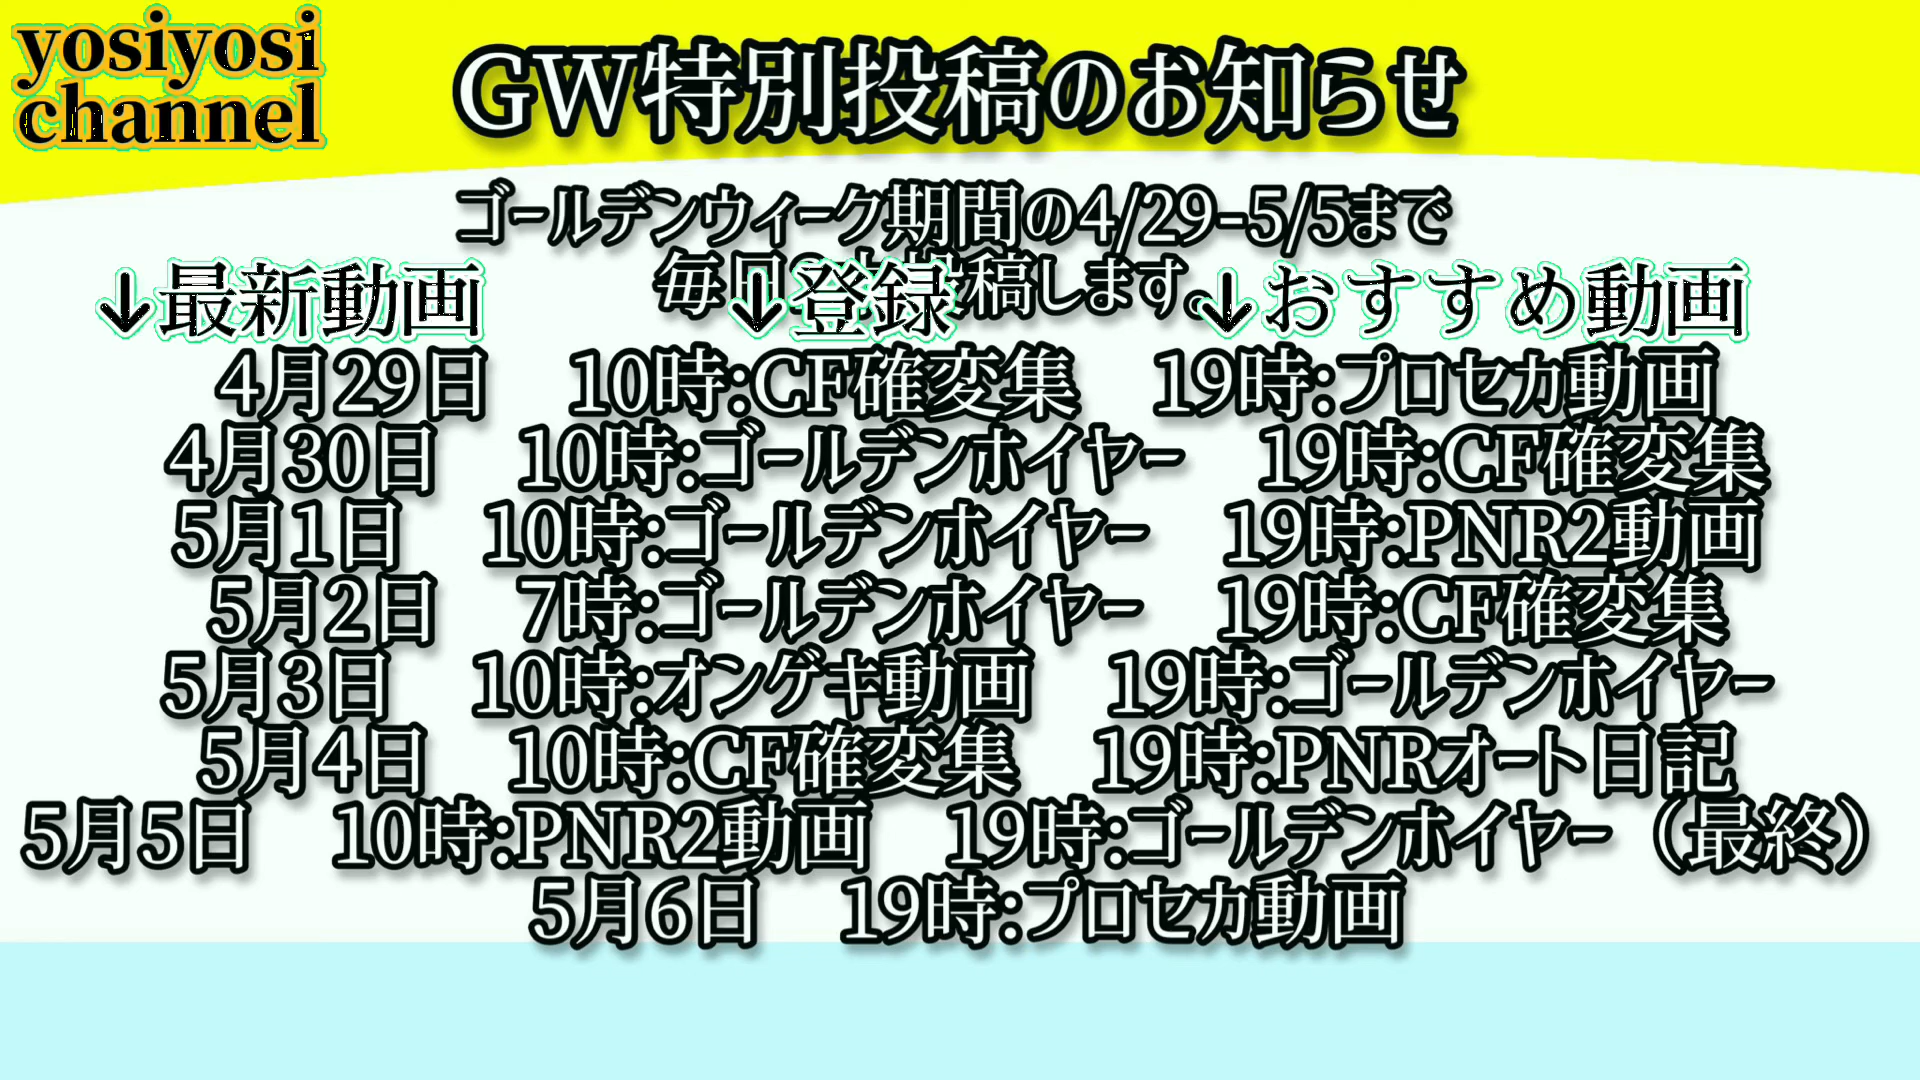 yosiyosi
channel
GW特別投稿のお知らせ
ゴールデンウィーク期間の4/29-5/5まで
毎日 稿します。
↓最新動画 ↓登録 ↓おすすめ動画
4月29日 10時:CF確変集 19時:プロセカ動画
4月30日 10時:ゴールデンホイヤー 19時:CF確変集
5月1日 10時:ゴールデンホイヤー 19時:PNR2動画
5月2日 7時:ゴールデンホイヤー 19時:CF確変集
5月3日 10時:オンゲキ動画 19時:ゴールデンホイヤー
5月4日 10時:CF確変集 19時:PNRオート日記
5月5日 10時:PNR2動画 19時:ゴールデンホイヤー（最終）
5月6日 19時:プロセカ動画